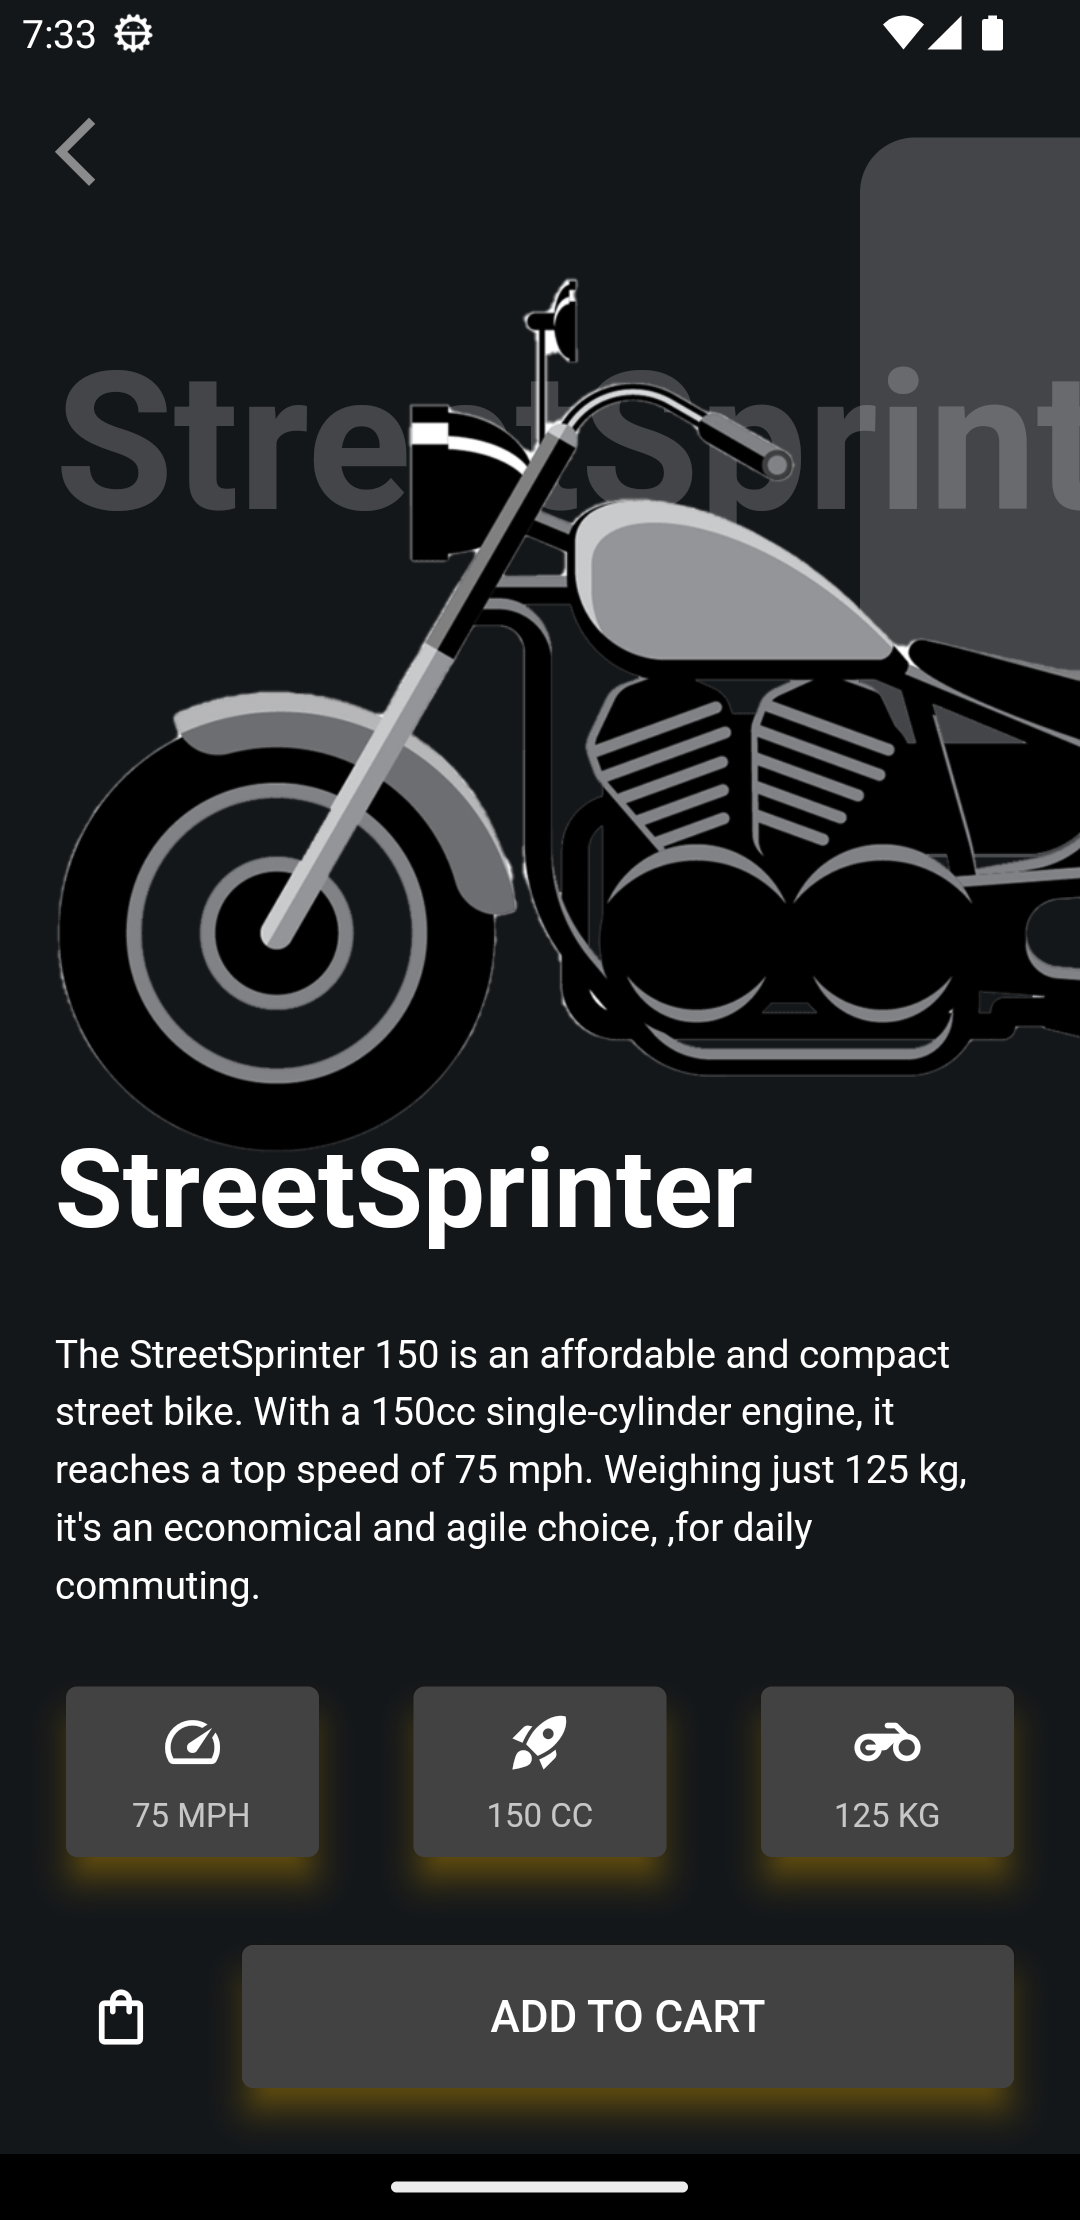 7:33
StreetSprint
StreetSprinter
The StreetSprinter 150 is an affordable and compact
street bike. With a 150cc single-cylinder engine, it
reaches a top speed of 75 mph. Weighing just 125 kg,
it's an economical and agile choice, ,for daily
commuting.
75 MPH
150 CC
125 KG
ADD TO CART